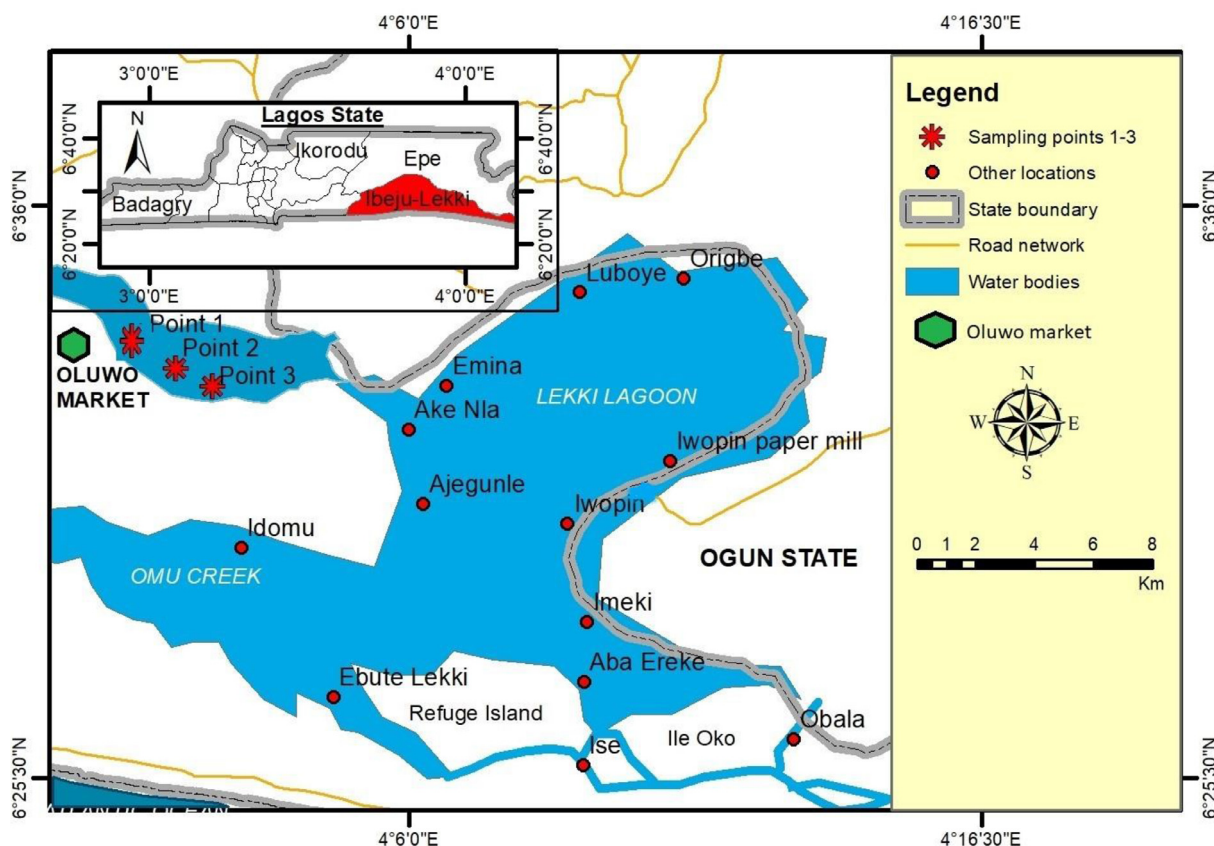 4°6'0"E
4°16'30"E
3°0'0"E
4°0'0"E
6°40'0"N
6°20'0"N
6°40'0"N
6°20'0"N
6°36'0"N
6°36'0"N
N
Lagos State
Ikorodu
Epe
Badagry
Ibeju-Lekki
3°0'0"E
4°0'0"E
Luboye
Origbe
Point 1
Point 2
Point 3
OLUWO
MARKET
Emina
LEKKI LAGOON
Ake Nla
Iwopin paper mill
Ajegunle
Iwopin
Idomu
OMU CREEK
OGUN STATE
Imeki
Aba Ereke
Ebute Lekki
Refuge Island
Ile Oko
Obala
Ise
ATLANTIC OCEAN
6°25'30"N
6°25'30"N
4°6'0"E
4°16'30"E
Legend
Sampling points 1-3
Other locations
State boundary
Road network
Water bodies
Oluwo market
N
W
E
S
0 1 2 4 6 8
Km